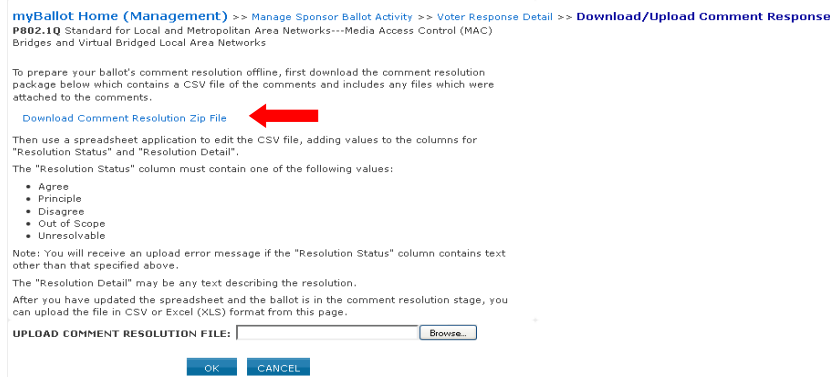 myBallot Home (Management) >> Manage Sponsor Ballot Activity >> Voter Response Detail >> Download/Upload Comment Response
P802.1Q Standard for Local and Metropolitan Area Networks---Media Access Control (MAC)
Bridges and Virtual Bridged Local Area Networks
To prepare your ballot's comment resolution offline, first download the comment resolution
package below which contains a CSV file of the comments and includes any files which were
attached to the comments.
Download Comment Resolution Zip File
Then use a spreadsheet application to edit the CSV file, adding values to the columns for
"Resolution Status" and "Resolution Detail".
The "Resolution Status" column must contain one of the following values:
• Agree
• Principle
• Disagree
• Out of Scope
• Unresolvable
Note: You will receive an upload error message if the "Resolution Status" column contains text
other than that specified above.
The "Resolution Detail" may be any text describing the resolution.
After you have updated the spreadsheet and the ballot is in the comment resolution stage, you
can upload the file in CSV or Excel (XLS) format from this page.
UPLOAD COMMENT RESOLUTION FILE: Browse...
OK CANCEL